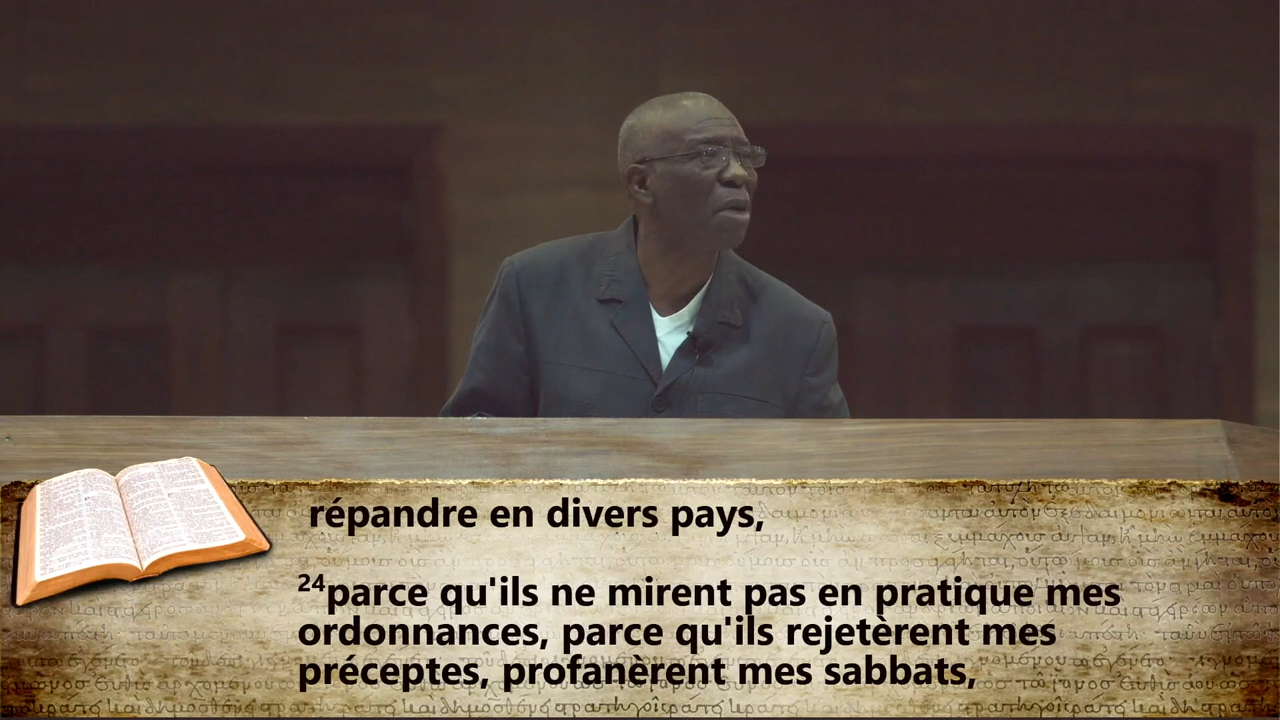 répandre en divers pays,
24parce qu'ils ne mirent pas en pratique mes
ordonnances, parce qu'ils rejetèrent mes
préceptes, profanèrent mes sabbats,